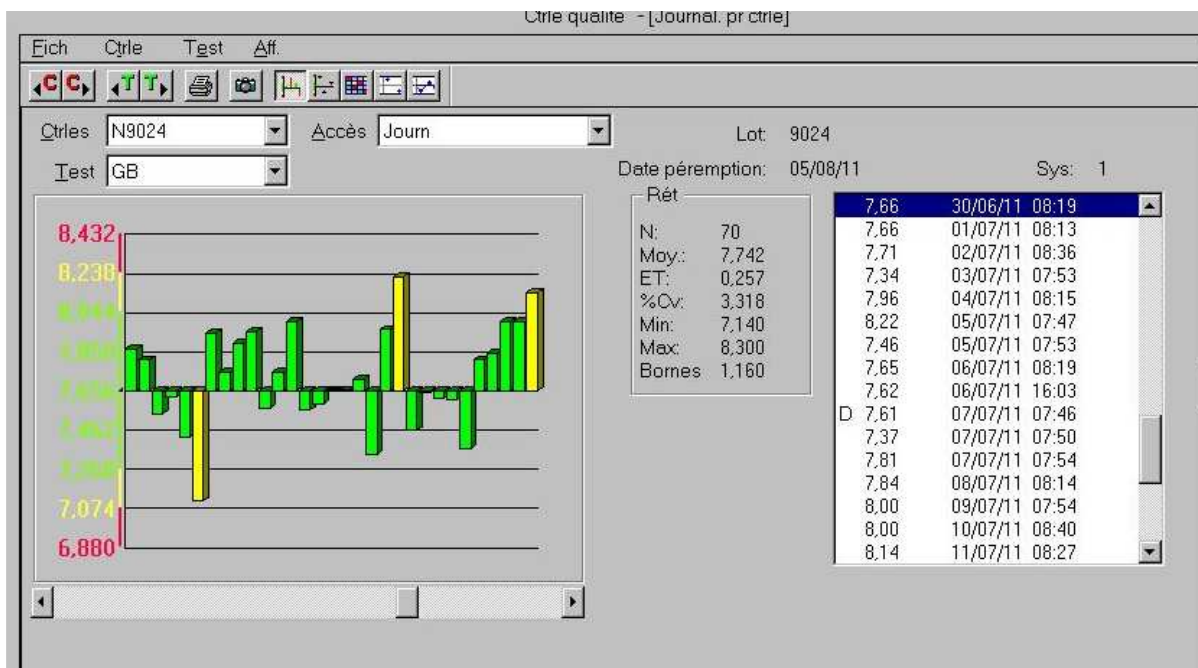 Ctrle qualite - [Journal. pr ctrle]
Fich Ctrle Test Aff.
C C T T
Ctrles N9024 Accès Journ Lot: 9024
Test GB Date péremption: 05/08/11 Sys: 1
Rét
N: 70
Moy.: 7,742
ET: 0,257
%Cv: 3,318
Min: 7,140
Max: 8,300
Bornes 1,160
8,432
8,238
7,462
7,074
6,880
7,66 30/06/11 08:19
7,66 01/07/11 08:13
7,71 02/07/11 08:36
7,34 03/07/11 07:53
7,96 04/07/11 08:15
8,22 05/07/11 07:47
7,46 05/07/11 07:53
7,65 06/07/11 08:19
7,62 06/07/11 16:03
D 7,61 07/07/11 07:46
7,37 07/07/11 07:50
7,81 07/07/11 07:54
7,84 08/07/11 08:14
8,00 09/07/11 07:54
8,00 10/07/11 08:40
8,14 11/07/11 08:27